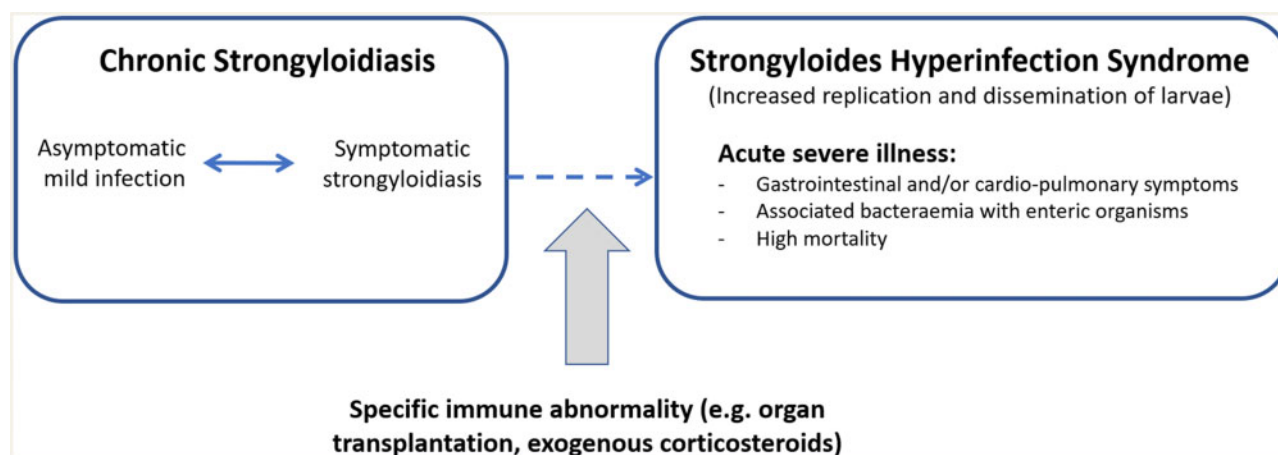 Chronic Strongyloidiasis
Asymptomatic
mild infection
Symptomatic
strongyloidiasis
Strongyloides Hyperinfection Syndrome
(Increased replication and dissemination of larvae)
Acute severe illness:
- Gastrointestinal and/or cardio-pulmonary symptoms
- Associated bacteraemia with enteric organisms
- High mortality
Specific immune abnormality (e.g. organ
transplantation, exogenous corticosteroids)